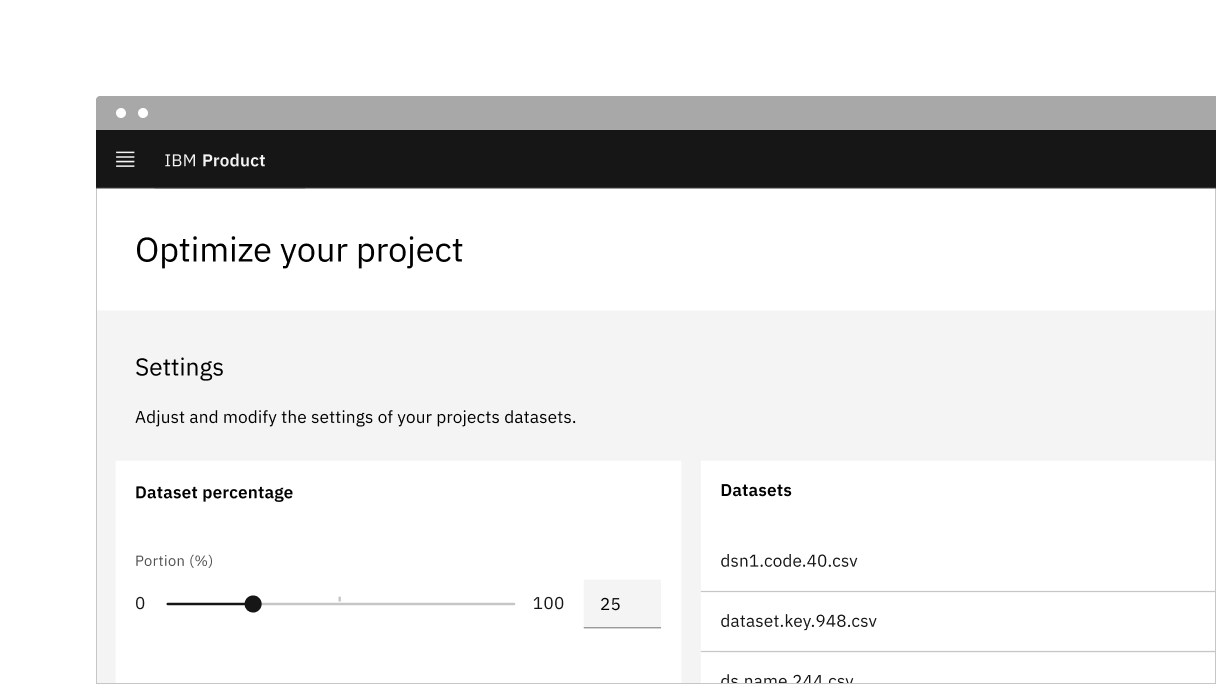 IBM Product
Optimize your project
Settings
Adjust and modify the settings of your projects datasets.
Dataset percentage
Portion (%)
0 100 25
Datasets
dsn1.code.40.csv
dataset.key.948.csv
ds.name.244.csv